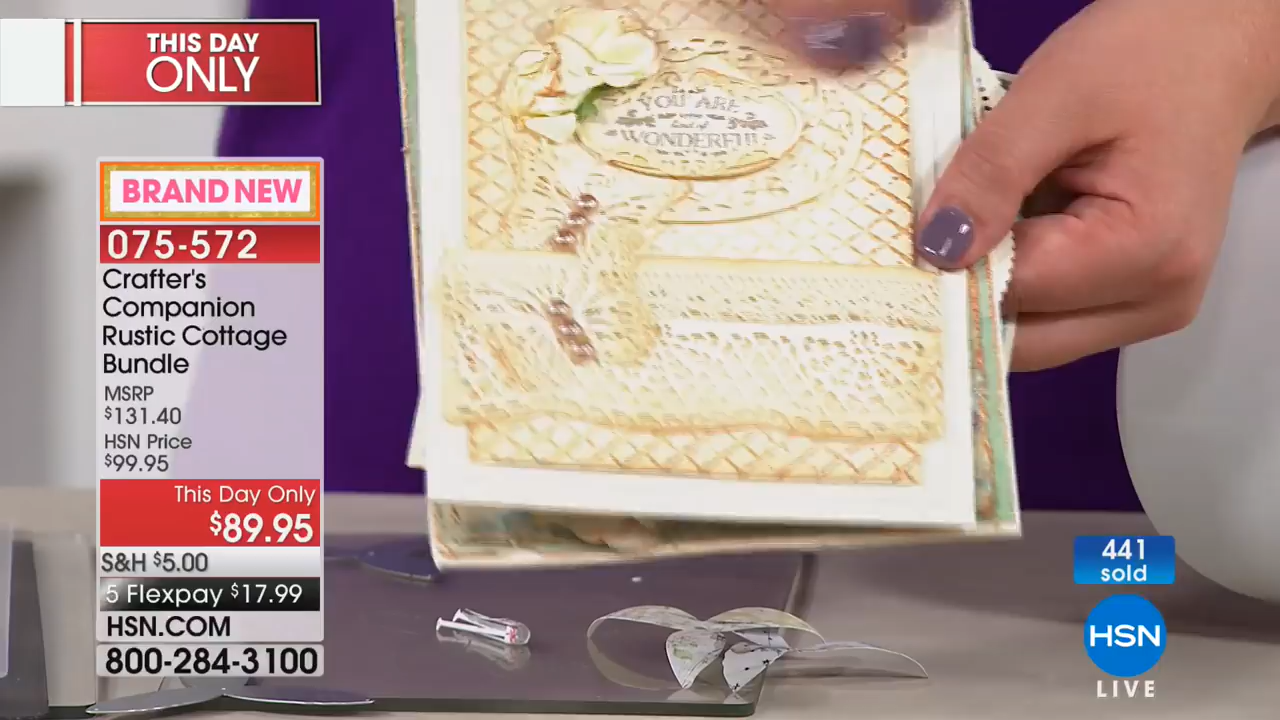 THIS DAY
ONLY
BRAND NEW
075-572
Crafter's
Companion
Rustic Cottage
Bundle
MSRP
$131.40
HSN Price
$99.95
This Day Only
$89.95
S&H $5.00
5 Flexpay $17.99
HSN.COM
800-284-3100
YOU ARE
kind of
WONDERFUL
441
sold
HSN
LIVE